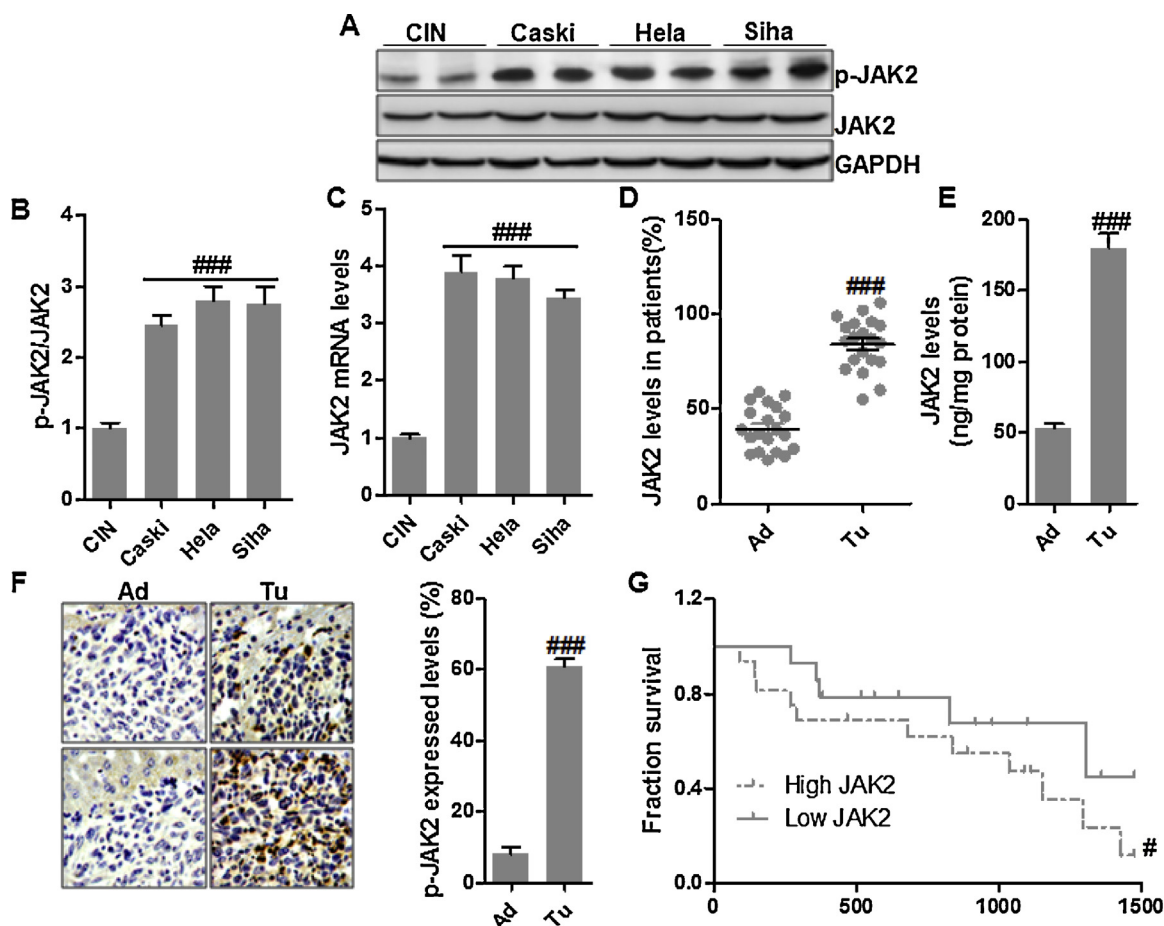 A
CIN Caski Hela Siha
p-JAK2
JAK2
GAPDH
B
p-JAK2/JAK2
4
3
2
1
0
###
CIN Caski Hela Siha
C
JAK2 mRNA levels
5
4
3
2
1
0
###
CIN Caski Hela Siha
D
JAK2 levels in patients(%)
150
100
50
0
###
Ad Tu
E
JAK2 levels
(ng/mg protein)
200
150
100
50
0
###
Ad Tu
F
Ad Tu
p-JAK2 expressed levels (%)
80
60
40
20
0
###
Ad Tu
G
Fraction survival
1.2
0.8
0.4
0.0
High JAK2
Low JAK2
#
0 500 1000 1500